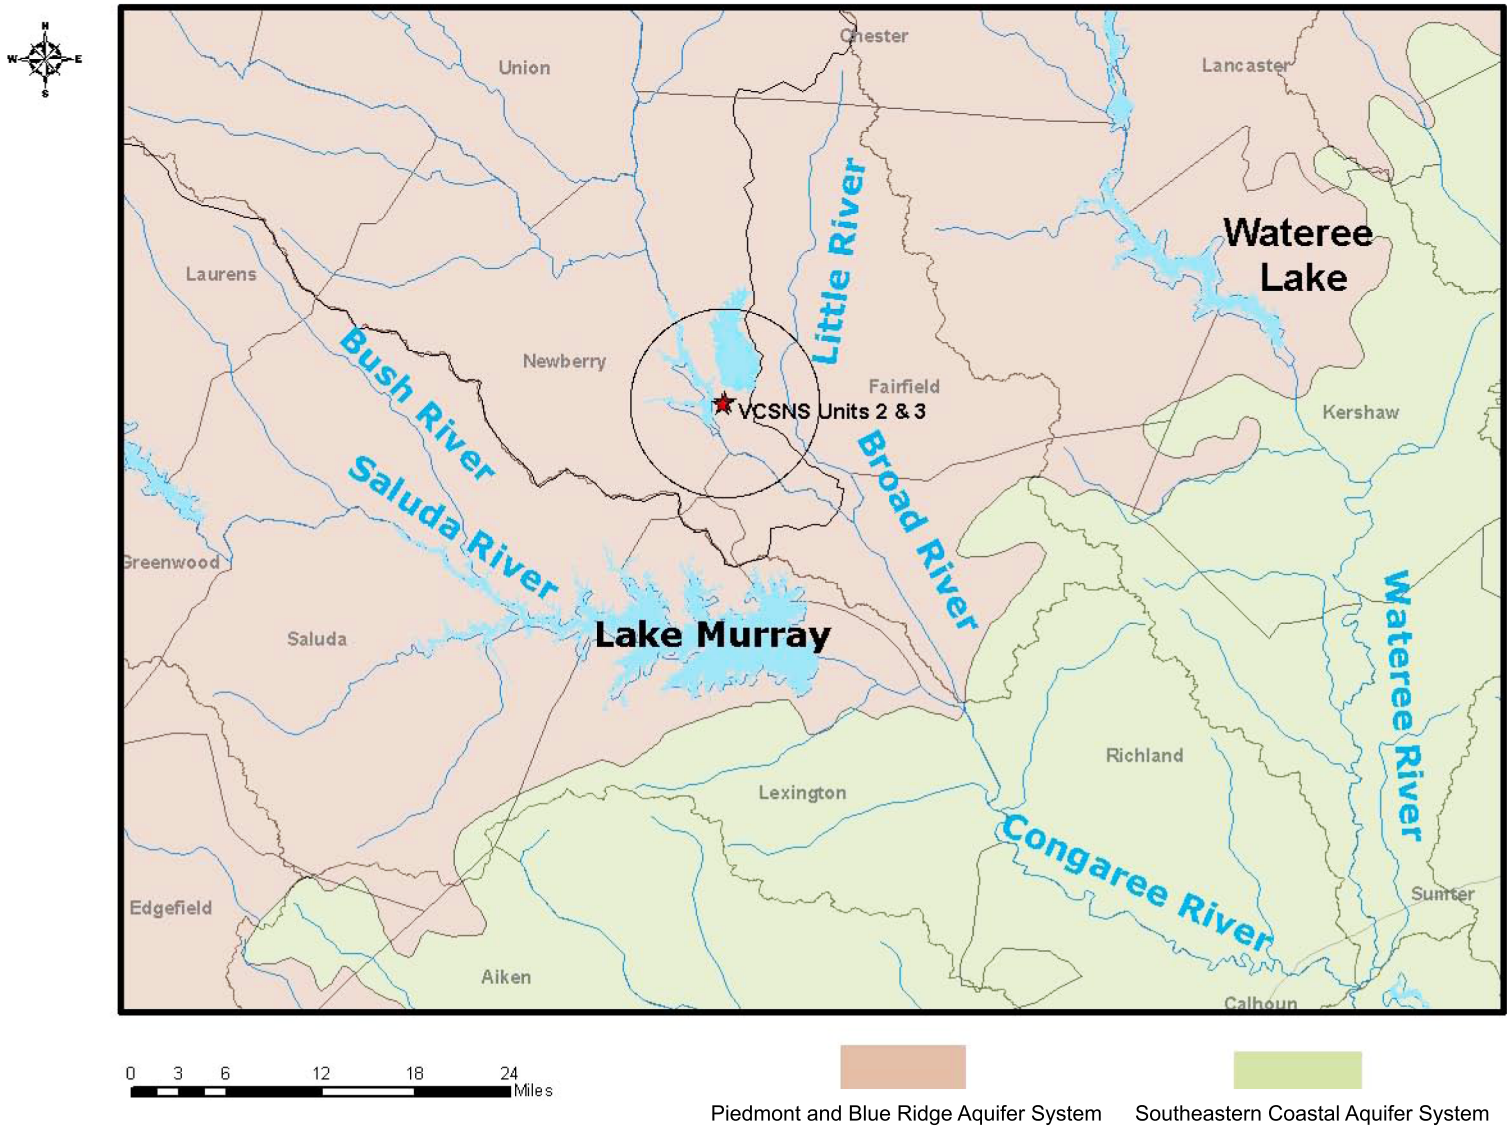 N
W E
S
Chester
Union
Lancaster
Little River
Wateree
Lake
Laurens
Bush River
Newberry
Fairfield
VCSNS Units 2 & 3
Kershaw
Broad River
Saluda River
Greenwood
Wateree River
Saluda
Lake Murray
Richland
Lexington
Congaree River
Edgefield
Sumter
Aiken
Calhoun
0 3 6 12 18 24
Miles
Piedmont and Blue Ridge Aquifer System
Southeastern Coastal Aquifer System